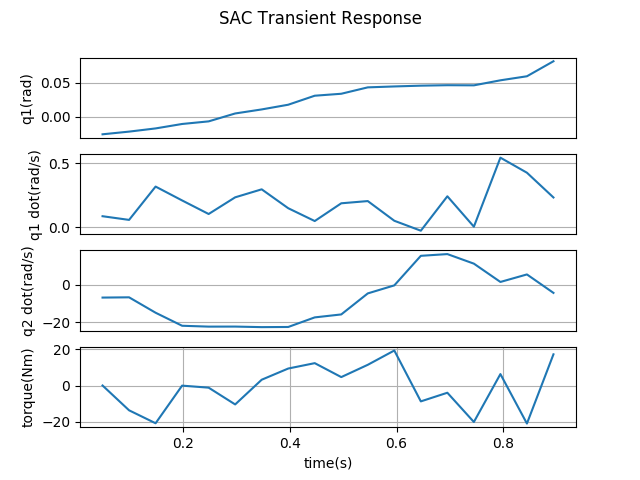 SAC Transient Response
q1(rad)
0.05
0.00
q1 dot(rad/s)
0.5
0.0
q2 dot(rad/s)
0
−20
torque(Nm)
20
0
−20
0.2 0.4 0.6 0.8
time(s)